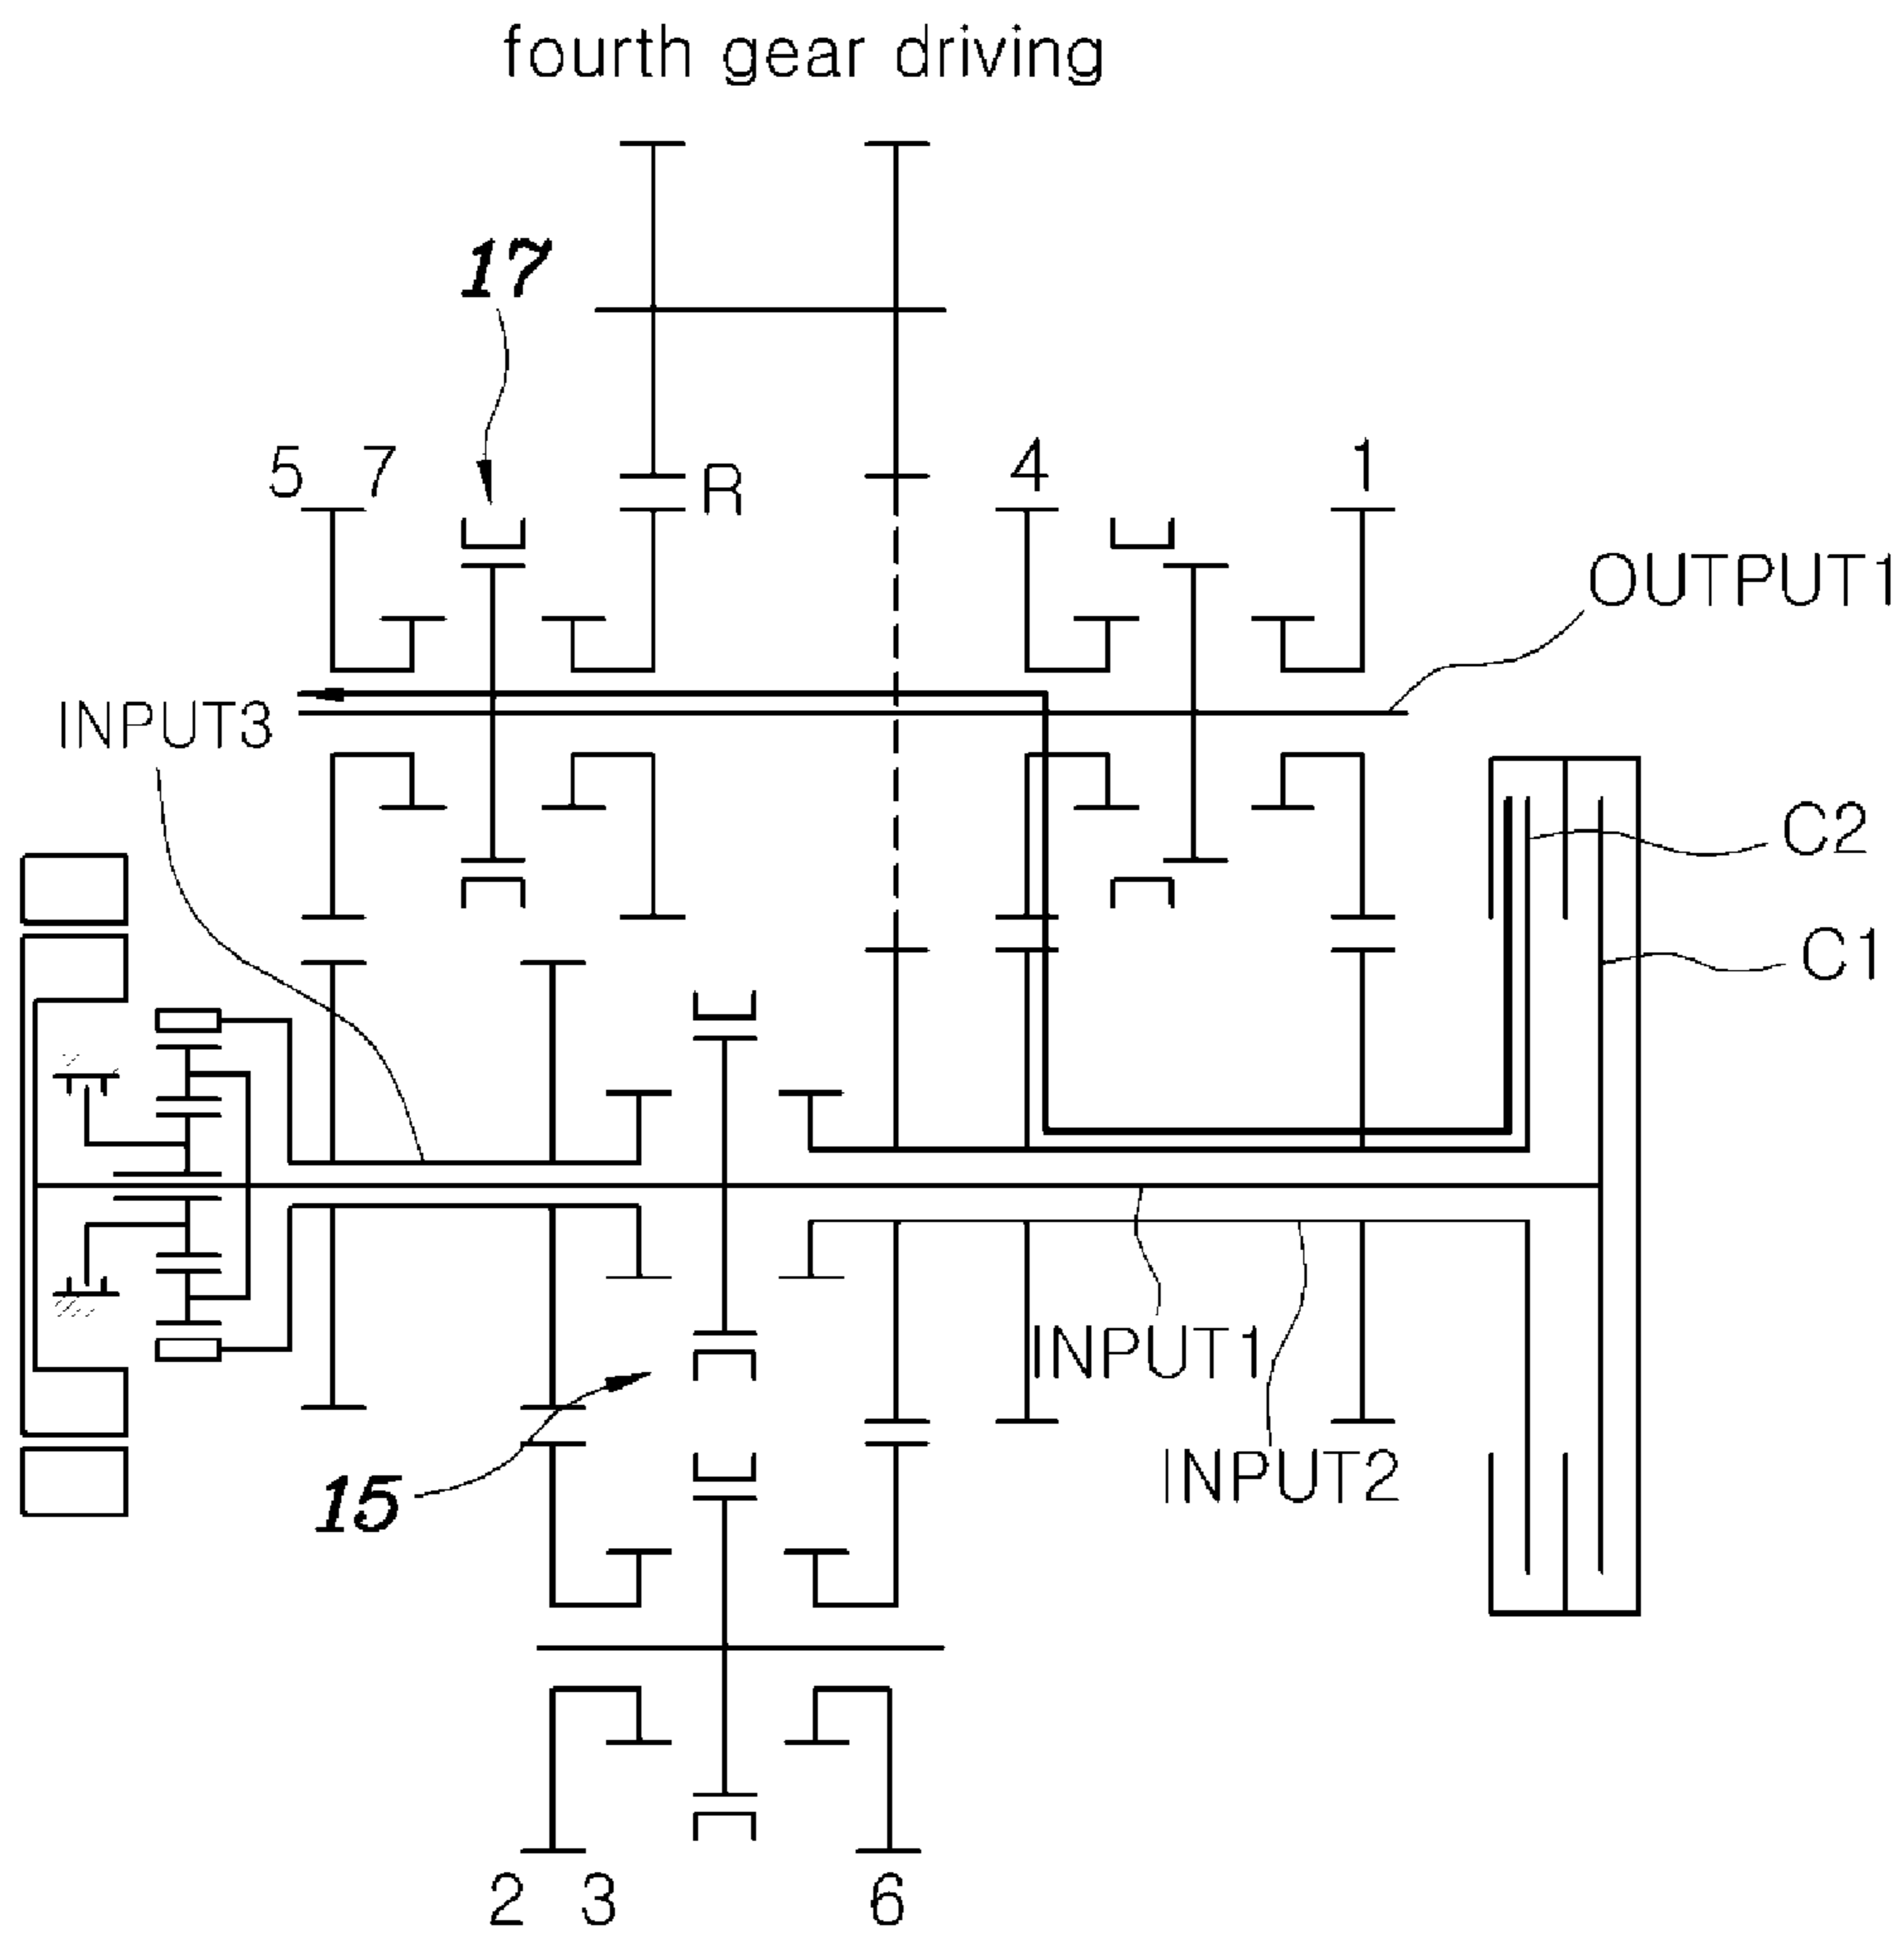 fourth gear driving
17
5 7
R
4
1
OUTPUT1
INPUT3
C2
C1
INPUT1
INPUT2
15
2 3
6